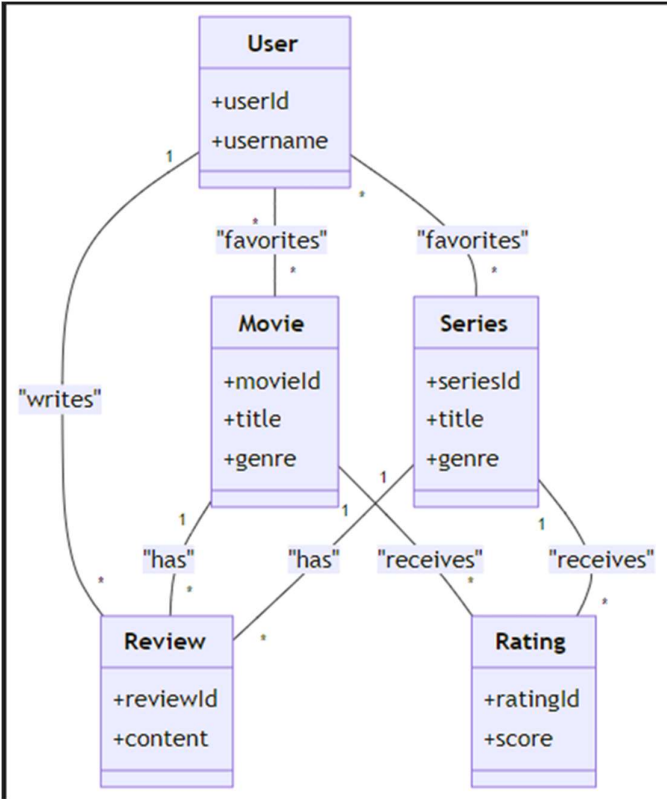 User
+userId
+username
1
*
*
"favorites"
"favorites"
*
*
Movie
Series
+movieId
+seriesId
+title
+title
"writes"
+genre
+genre
1
1
1
1
"has"
"has"
"receives"
"receives"
*
*
*
*
*
Review
Rating
+reviewId
+ratingId
+content
+score